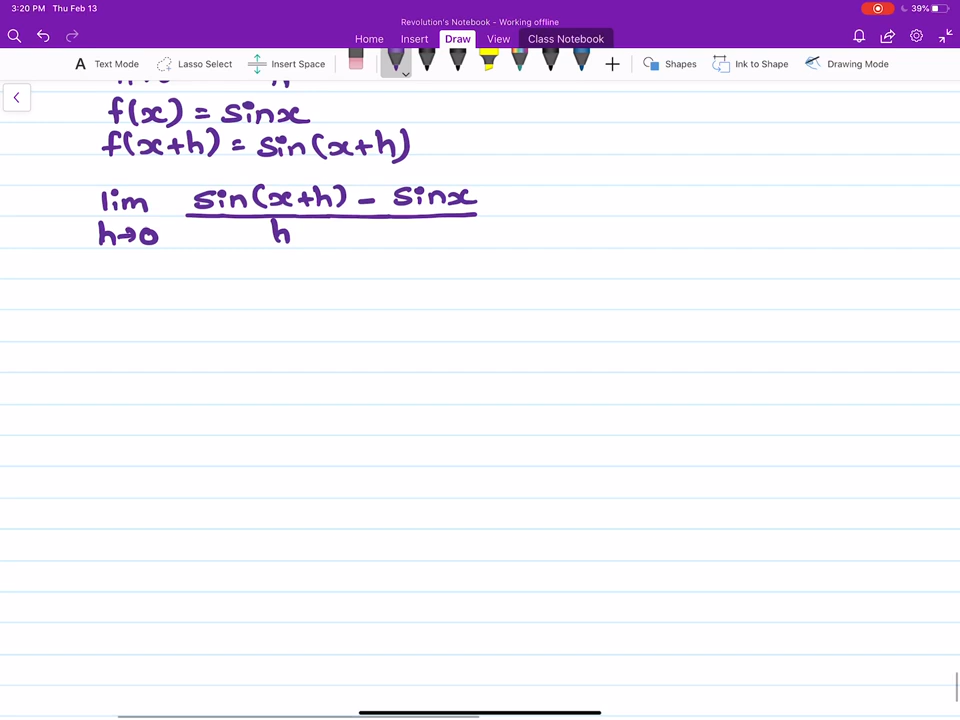 3:20 PM Thu Feb 13
39%
Revolution's Notebook - Working offline
Home Insert Draw View Class Notebook
A Text Mode Lasso Select Insert Space Shapes Ink to Shape Drawing Mode
f(x) = sinx
f(x+h) = sin(x+h)
lim sin(x+h) - sinx
h→0 h